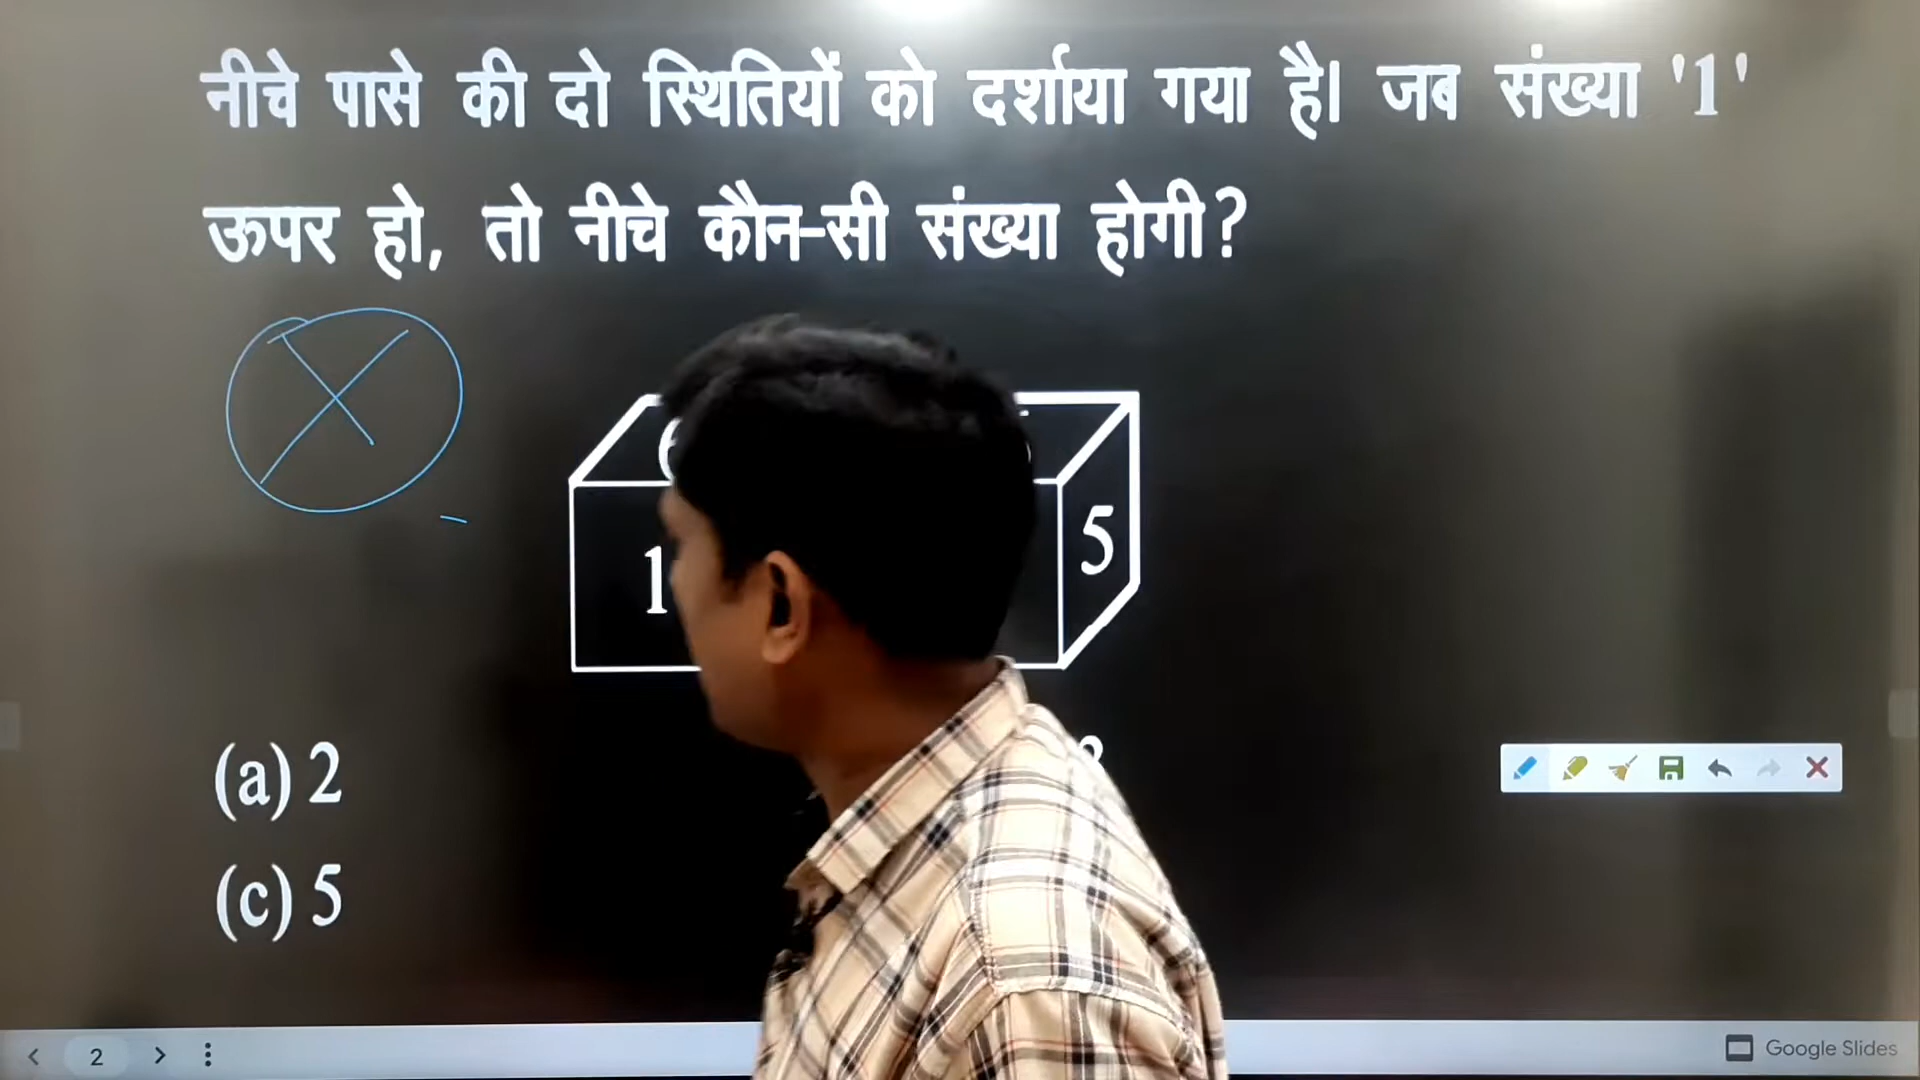 नीचे पासे की दो स्थितियों को दर्शाया गया है। जब संख्या '1'
ऊपर हो, तो नीचे कौन-सी संख्या होगी?
1
5
(a) 2
(c) 5
2
Google Slides